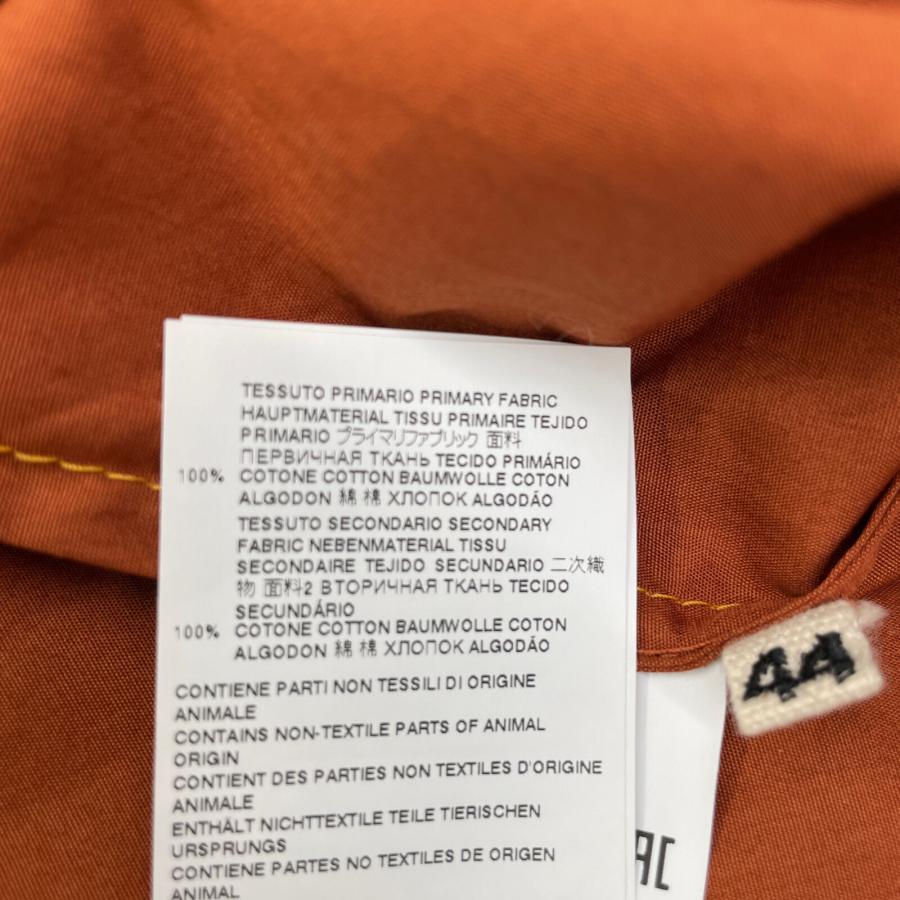 TESSUTO PRIMARIO PRIMARY FABRIC
HAUPTMATERIAL TISSU PRIMAIRE TEJIDO
PRIMARIO プライマリファブリック 面料
ПЕРВИЧНАЯ ТКАНЬ TECIDO PRIMÁRIO
100% COTONE COTTON BAUMWOLLE COTON
ALGODON 綿 棉 ХЛОПОК ALGODÃO
TESSUTO SECONDARIO SECONDARY
FABRIC NEBENMATERIAL TISSU
SECONDAIRE TEJIDO SECUNDARIO 二次織
物 面料2 ВТОРИЧНАЯ ТКАНЬ TECIDO
SECUNDÁRIO
100% COTONE COTTON BAUMWOLLE COTON
ALGODON 綿 棉 ХЛОПОК ALGODÃO
CONTIENE PARTI NON TESSILI DI ORIGINE
ANIMALE
CONTAINS NON-TEXTILE PARTS OF ANIMAL
ORIGIN
CONTIENT DES PARTIES NON TEXTILES D'ORIGINE
ANIMALE
ENTHÄLT NICHTTEXTILE TEILE TIERISCHEN
URSPRUNGS
CONTIENE PARTES NO TEXTILES DE ORIGEN
ANIMAL
44